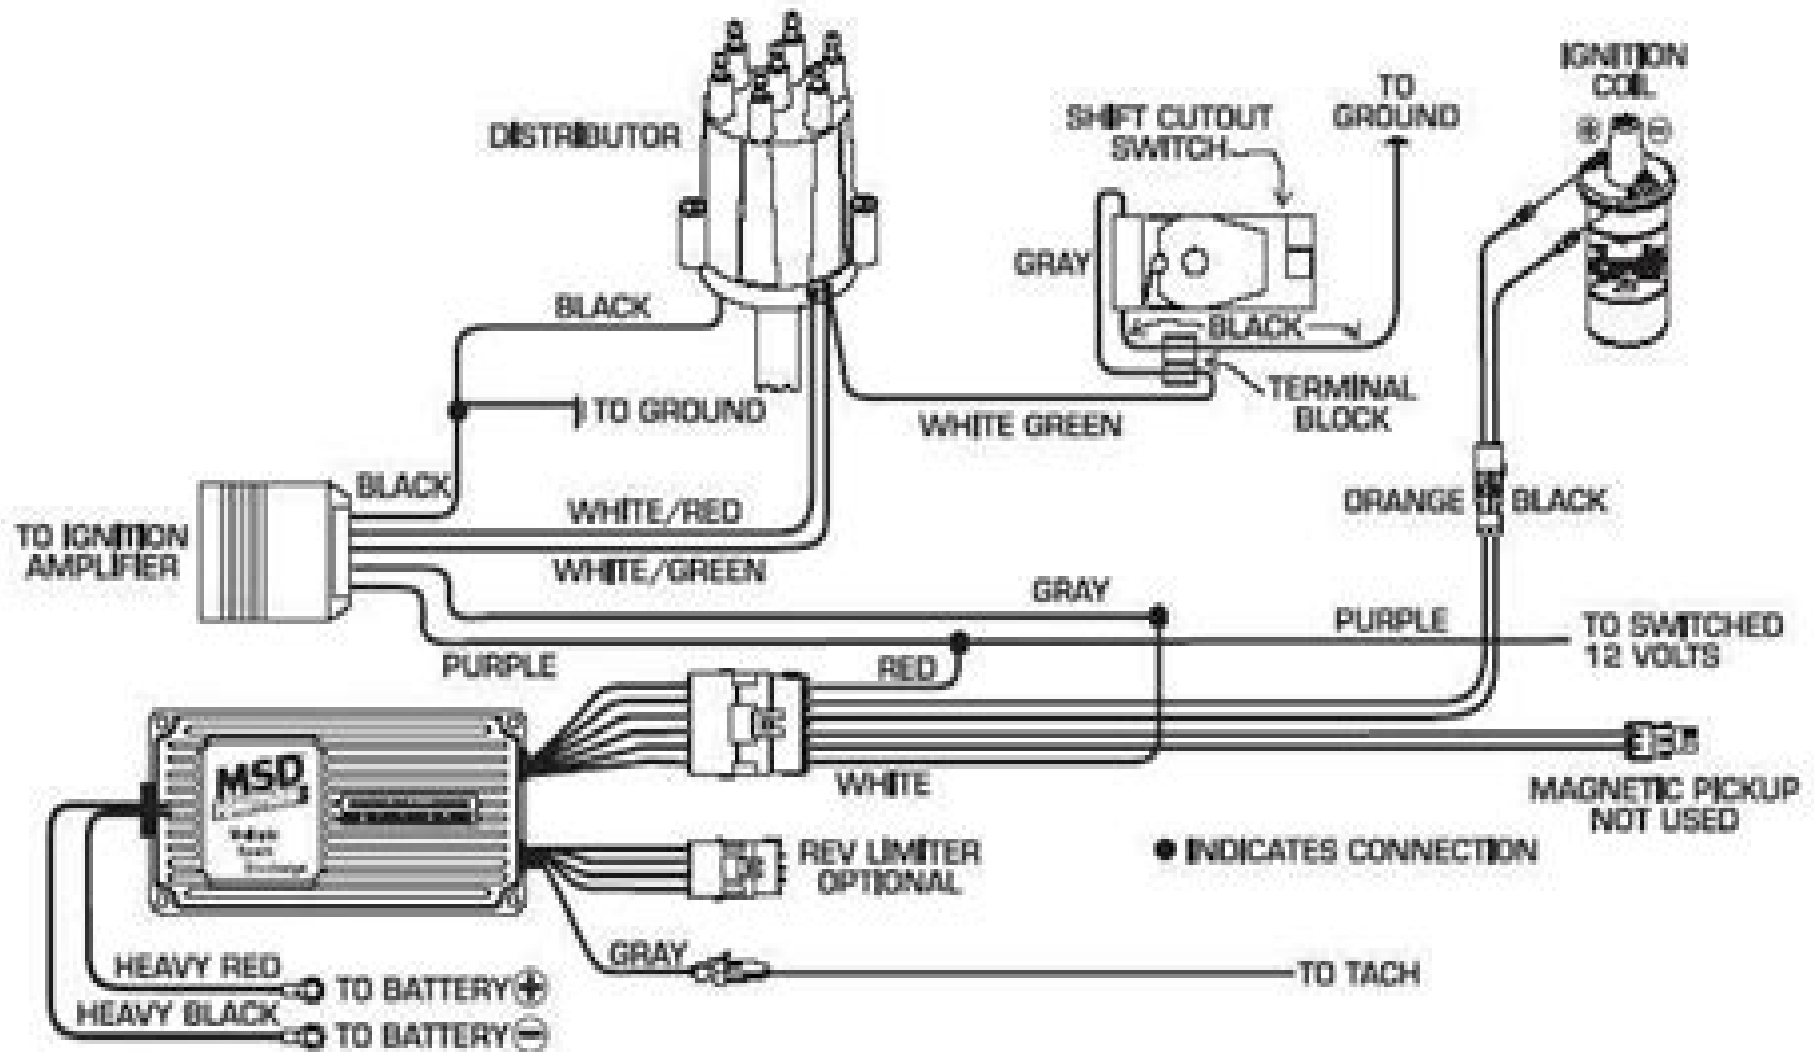 IGNITION
COIL
TO
GROUND
SHIFT CUTOUT
SWITCH
DISTRIBUTOR
GRAY
BLACK
BLACK
TERMINAL
BLOCK
TO GROUND
WHITE GREEN
BLACK
WHITE/RED
ORANGE
BLACK
TO IGNITION
AMPLIFIER
WHITE/GREEN
GRAY
PURPLE
TO SWITCHED
12 VOLTS
PURPLE
RED
MSD
WHITE
MAGNETIC PICKUP
NOT USED
REV LIMITER
OPTIONAL
INDICATES CONNECTION
GRAY
TO TACH
HEAVY RED
TO BATTERY ⊕
HEAVY BLACK
TO BATTERY ⊖